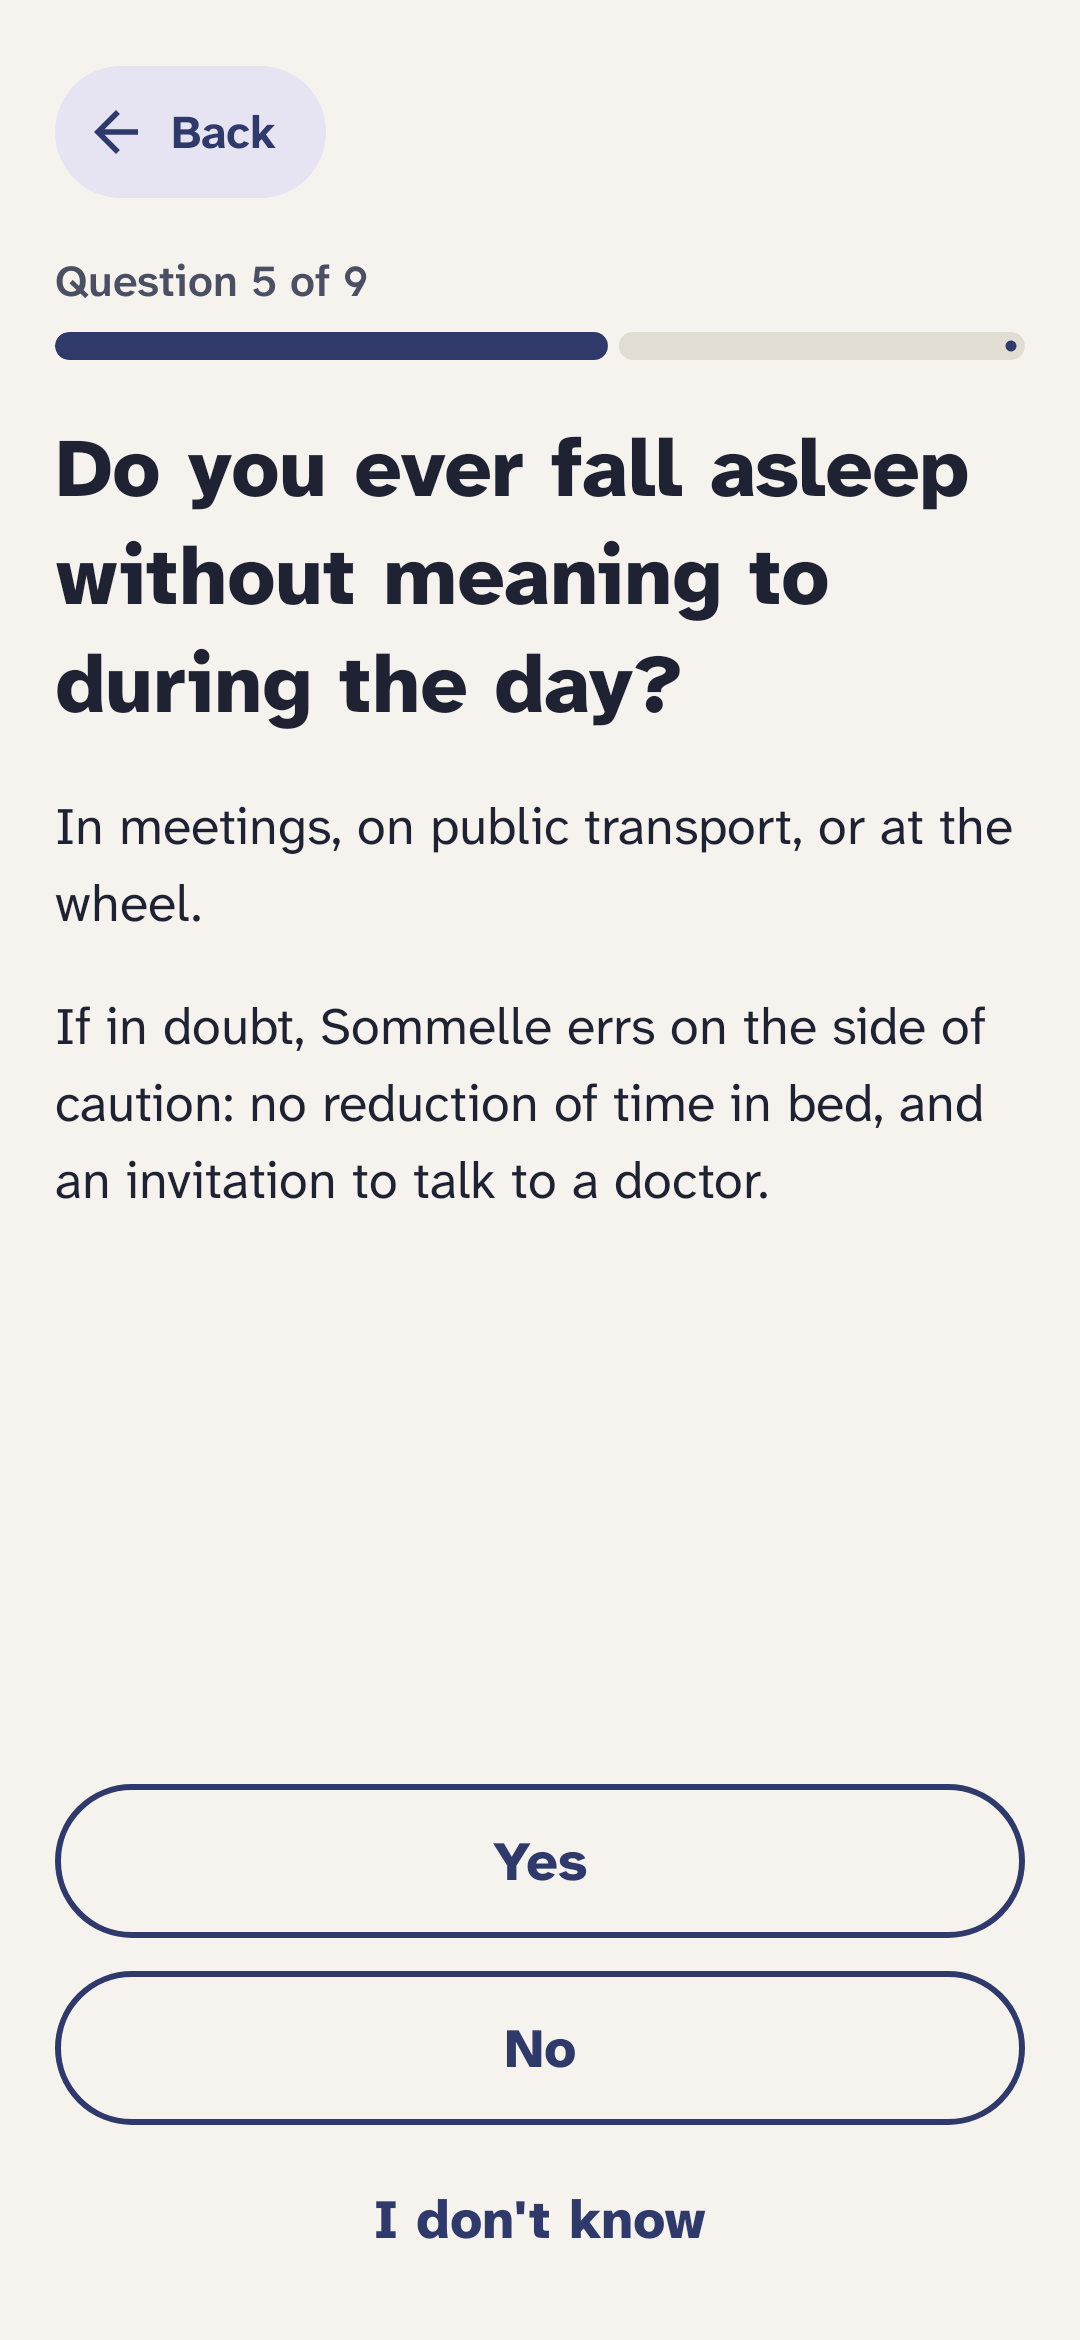 Back
Question 5 of 9
Do you ever fall asleep
without meaning to
during the day?
In meetings, on public transport, or at the
wheel.
If in doubt, Sommelle errs on the side of
caution: no reduction of time in bed, and
an invitation to talk to a doctor.
Yes
No
I don't know